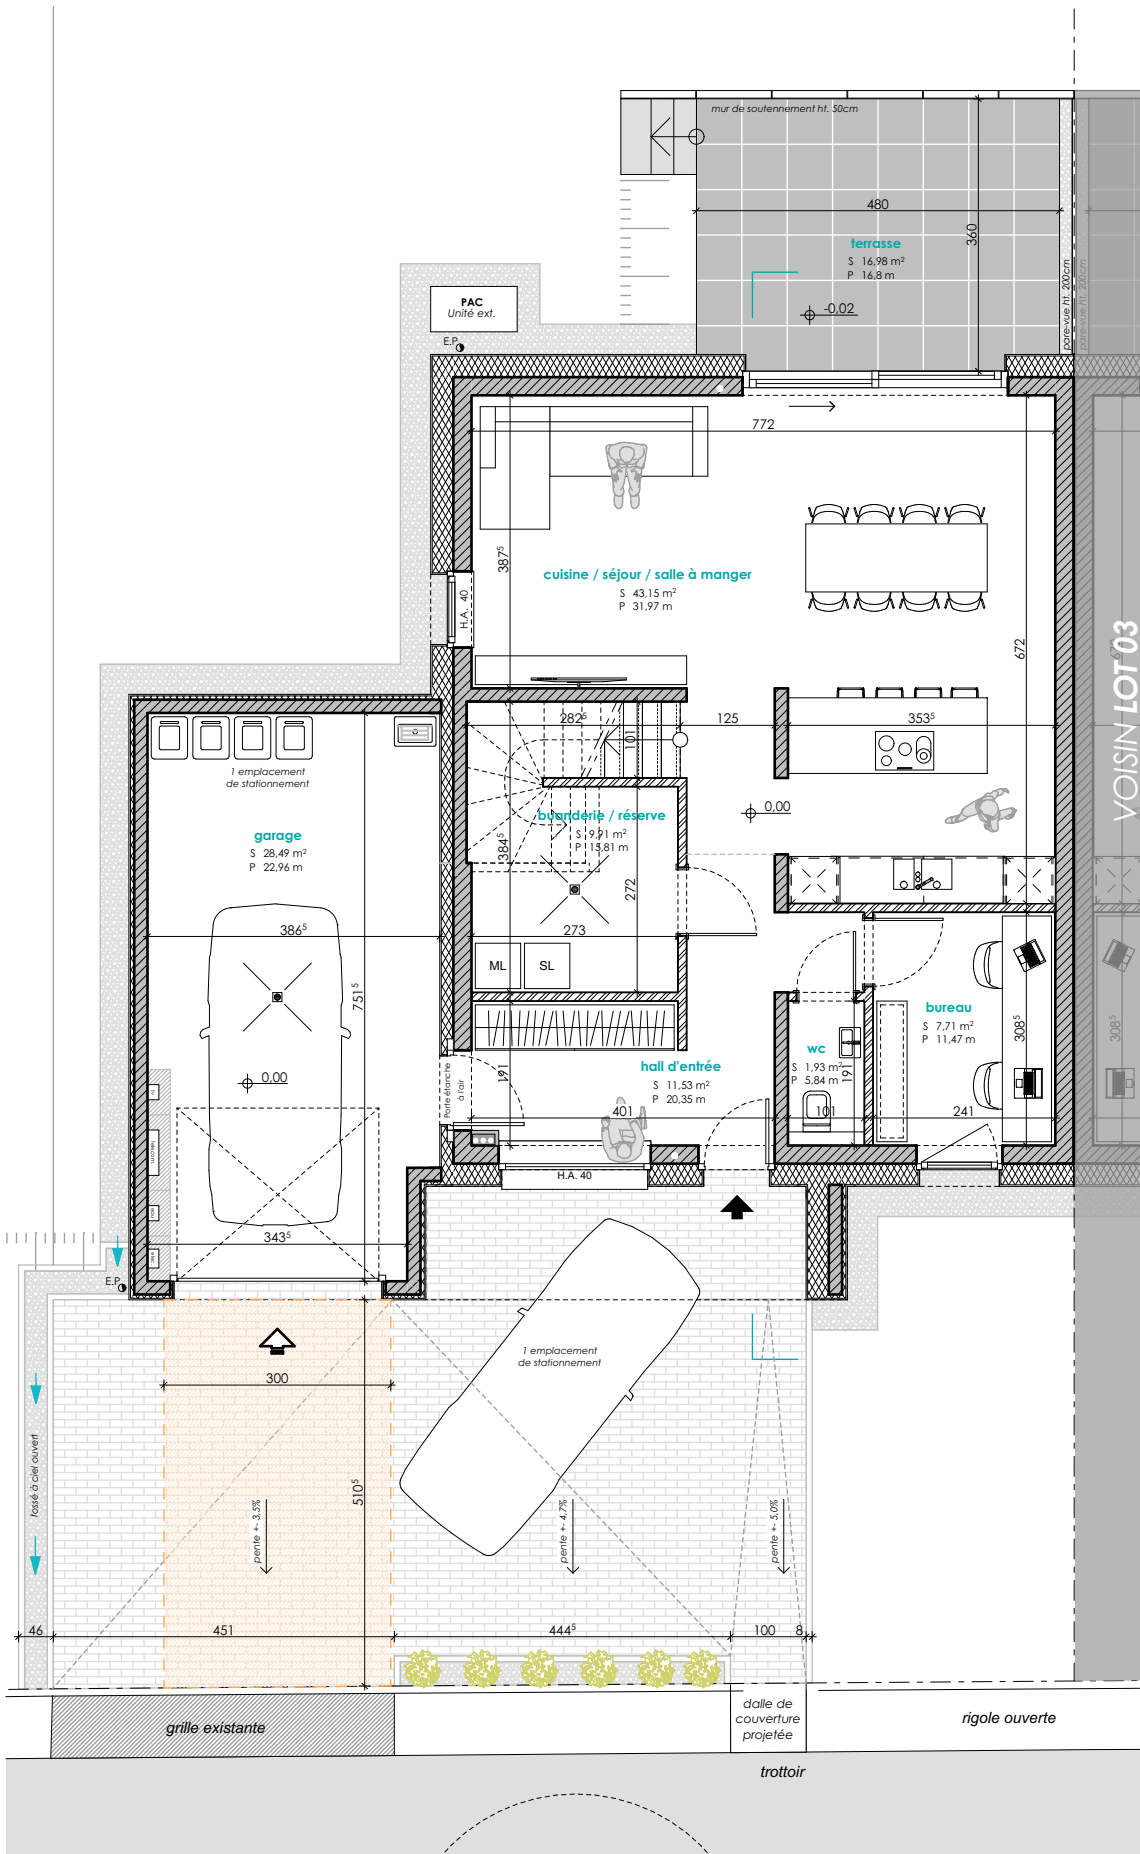 mur de soutennement ht. 50cm
480
360
terrasse
S 16,98 m²
P 16,8 m
-0,02
pare-vue ht. 200cm
pare-vue ht. 200cm
PAC
Unité ext.
E.P.
772
387⁵
cuisine / séjour / salle à manger
S 43,15 m²
P 31,97 m
H.A. 40
672
VOISIN LOT 03
282⁵
101
125
353⁵
1 emplacement
de stationnement
garage
S 28,49 m²
P 22,96 m
buanderie / réserve
S 9,91 m²
P 15,81 m
0,00
384⁵
272
386⁵
273
ML
SL
751⁵
0,00
bureau
S 7,71 m²
P 11,47 m
308⁵
308⁵
wc
S 1,93 m²
P 5,84 m
191
hall d'entrée
S 11,53 m²
P 20,35 m
191
Porte étanche
à l'air
401
101
241
H.A. 40
343⁵
E.P.
1 emplacement
de stationnement
300
510⁵
fossé à ciel ouvert
pente +- 3,5%
pente +- 4,7%
pente +- 5,0%
46
451
444⁵
100
8
grille existante
dalle de
couverture
projetée
rigole ouverte
trottoir